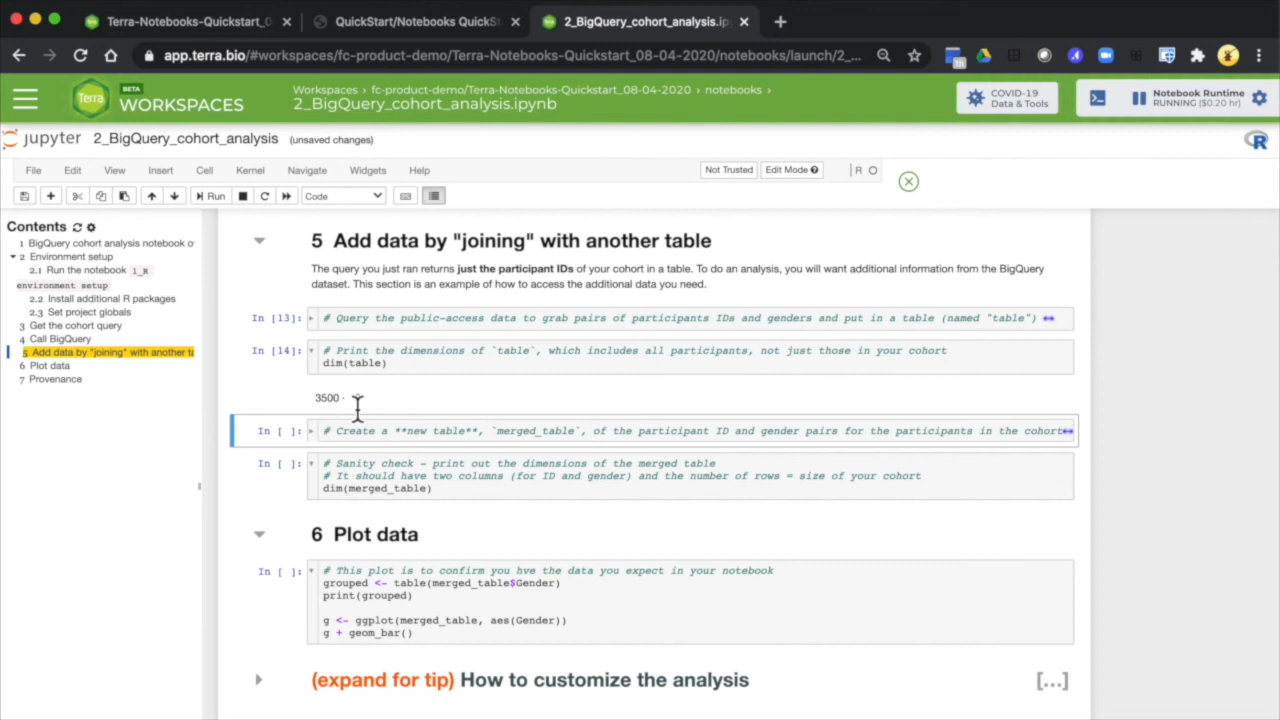 Terra-Notebooks-Quickstart_0
QuickStart/Notebooks QuickS
2_BigQuery_cohort_analysis.ip
app.terra.bio/#workspaces/fc-product-demo/Terra-Notebooks-Quickstart_08-04-2020/notebooks/launch/2_...
Terra
BETA
WORKSPACES
Workspaces > fc-product-demo/Terra-Notebooks-Quickstart_08-04-2020 > notebooks >
2_BigQuery_cohort_analysis.ipynb
COVID-19
Data & Tools
Notebook Runtime
RUNNING ($0.20 hr)
jupyter 2_BigQuery_cohort_analysis (unsaved changes)
R
File Edit View Insert Cell Kernel Navigate Widgets Help
Not Trusted Edit Mode R
Run Code
Contents
1 BigQuery cohort analysis notebook o
2 Environment setup
2.1 Run the notebook 1_R
environment setup
2.2 Install additional R packages
2.3 Set project globals
3 Get the cohort query
4 Call BigQuery
5 Add data by "joining" with another ta
6 Plot data
7 Provenance
5 Add data by "joining" with another table
The query you just ran returns just the participant IDs of your cohort in a table. To do an analysis, you will want additional information from the BigQuery
dataset. This section is an example of how to access the additional data you need.
In [13]: # Query the public-access data to grab pairs of participants IDs and genders and put in a table (named "table")
In [14]: # Print the dimensions of `table`, which includes all participants, not just those in your cohort
dim(table)
3500 ·
In [ ]: # Create a **new table**, `merged_table`, of the participant ID and gender pairs for the participants in the cohort
In [ ]: # Sanity check - print out the dimensions of the merged table
# It should have two columns (for ID and gender) and the number of rows = size of your cohort
dim(merged_table)
6 Plot data
In [ ]: # This plot is to confirm you hve the data you expect in your notebook
grouped <- table(merged_table$Gender)
print(grouped)
g <- ggplot(merged_table, aes(Gender))
g + geom_bar()
(expand for tip) How to customize the analysis
[...]